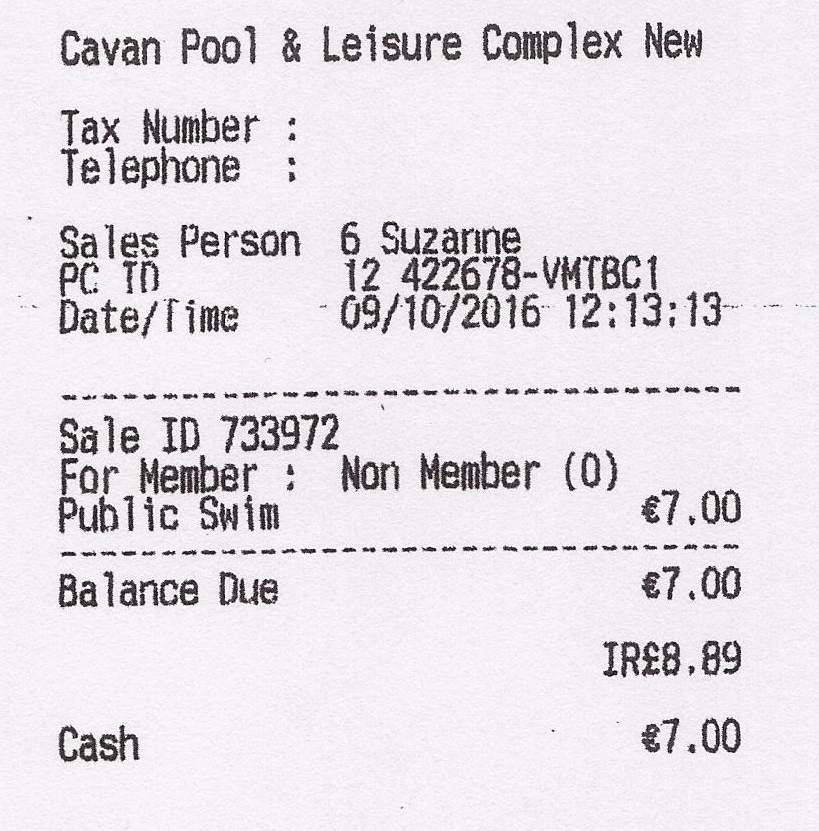 Cavan Pool & Leisure Complex New
Tax Number :
Telephone :
Sales Person 6 Suzanne
PC ID 12 422678-VMTBC1
Date/Time 09/10/2016 12:13:13
Sale ID 733972
For Member : Non Member (0)
Public Swim €7.00
Balance Due €7.00
IR£8.89
Cash €7.00